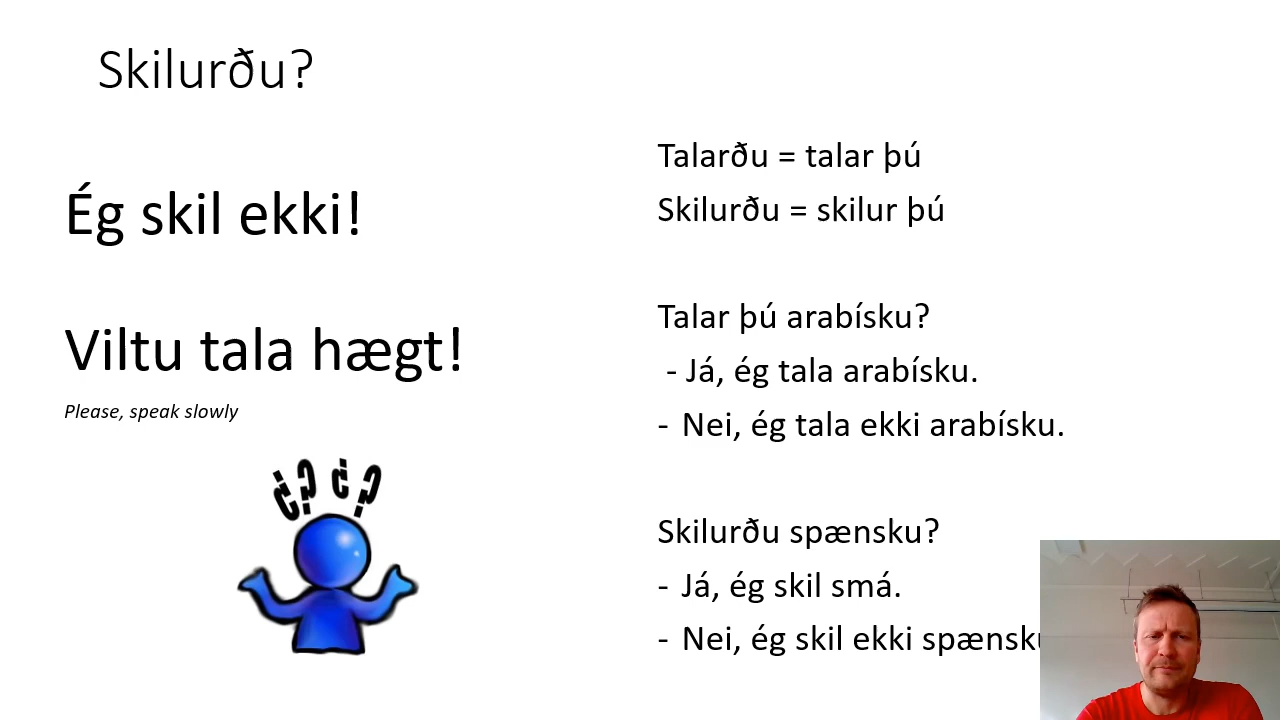 Skilurðu?
Ég skil ekki!
Viltu tala hægt!
Please, speak slowly
¿? ¿?
Talarðu = talar þú
Skilurðu = skilur þú
Talar þú arabísku?
- Já, ég tala arabísku.
- Nei, ég tala ekki arabísku.
Skilurðu spænsku?
- Já, ég skil smá.
- Nei, ég skil ekki